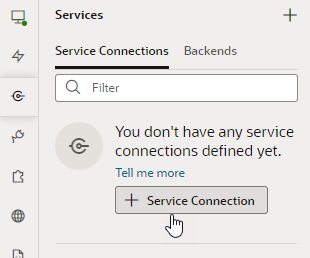 Services
Service Connections Backends
Filter
You don't have any service
connections defined yet.
Tell me more
Service Connection